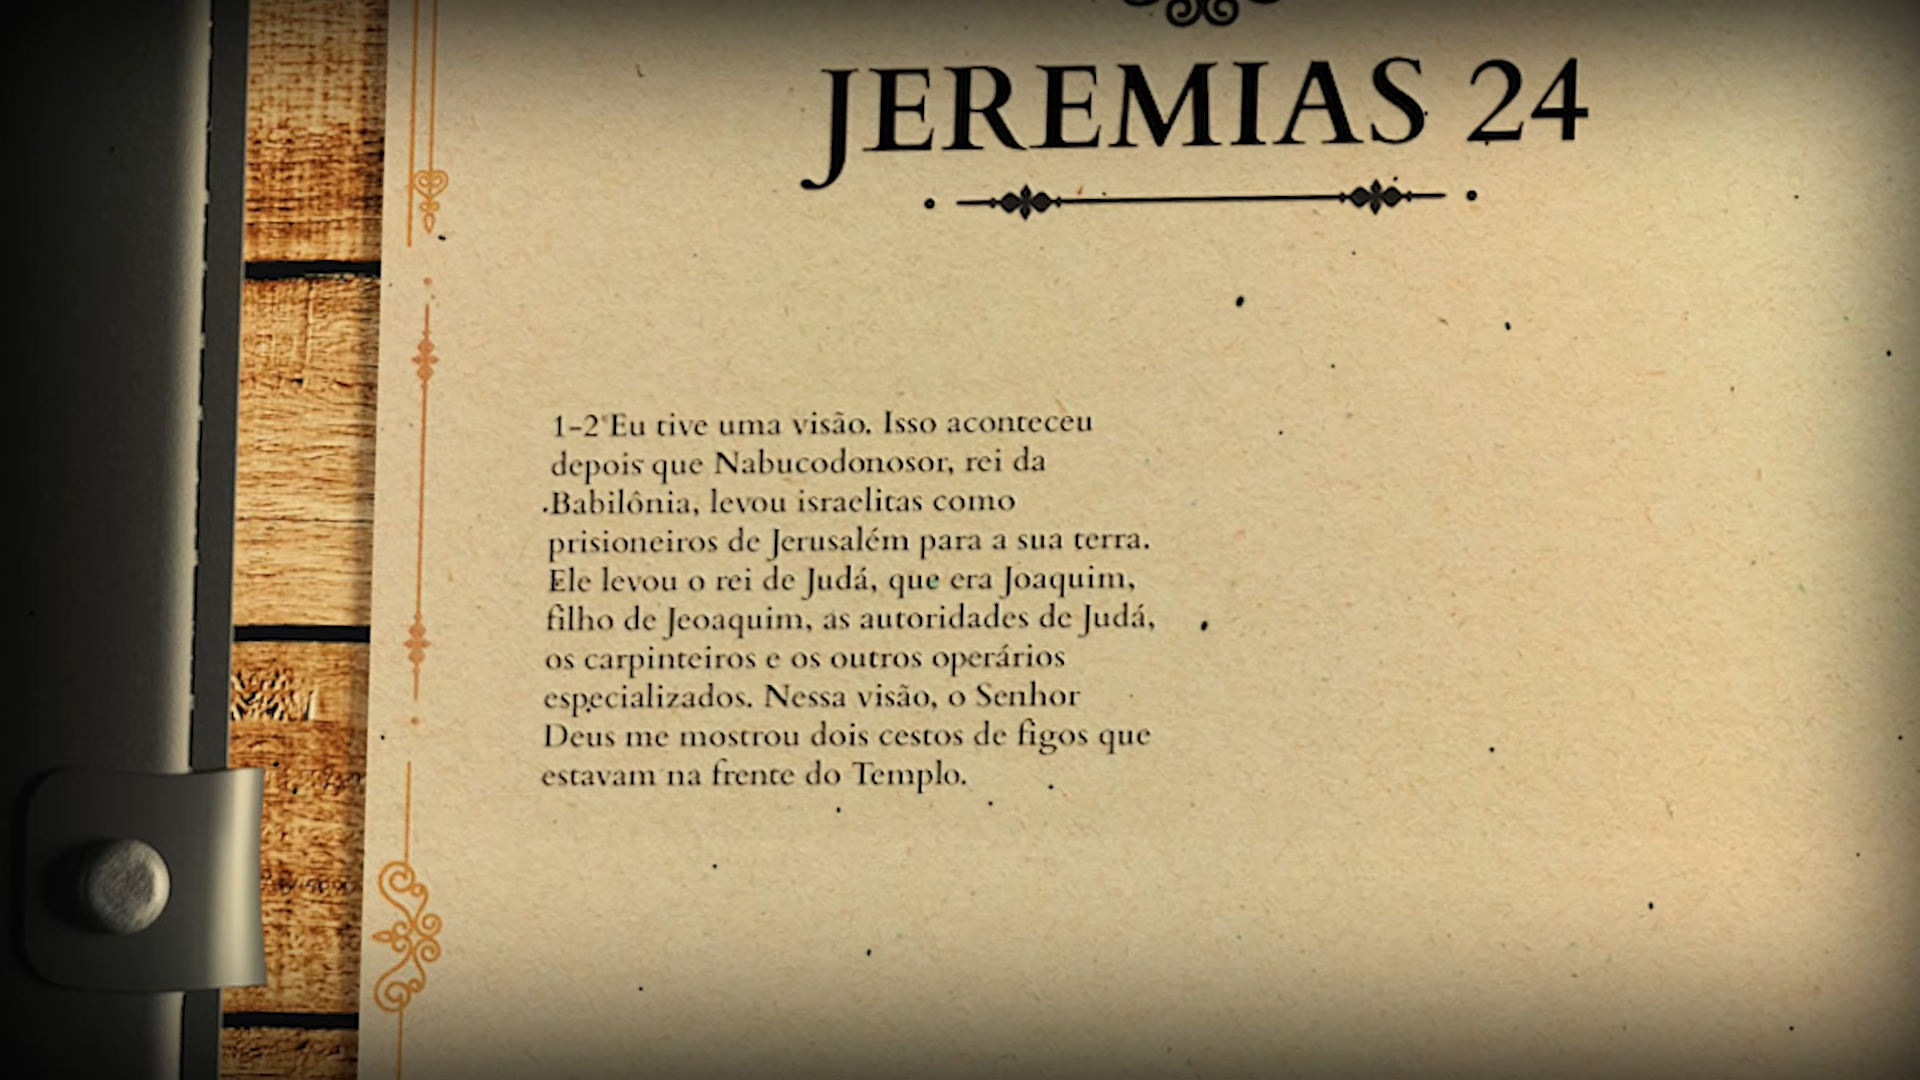 JEREMIAS 24
1-2 Eu tive uma visão. Isso aconteceu
depois que Nabucodonosor, rei da
Babilônia, levou israelitas como
prisioneiros de Jerusalém para a sua terra.
Ele levou o rei de Judá, que era Joaquim,
filho de Jeoaquim, as autoridades de Judá,
os carpinteiros e os outros operários
especializados. Nessa visão, o Senhor
Deus me mostrou dois cestos de figos que
estavam na frente do Templo.